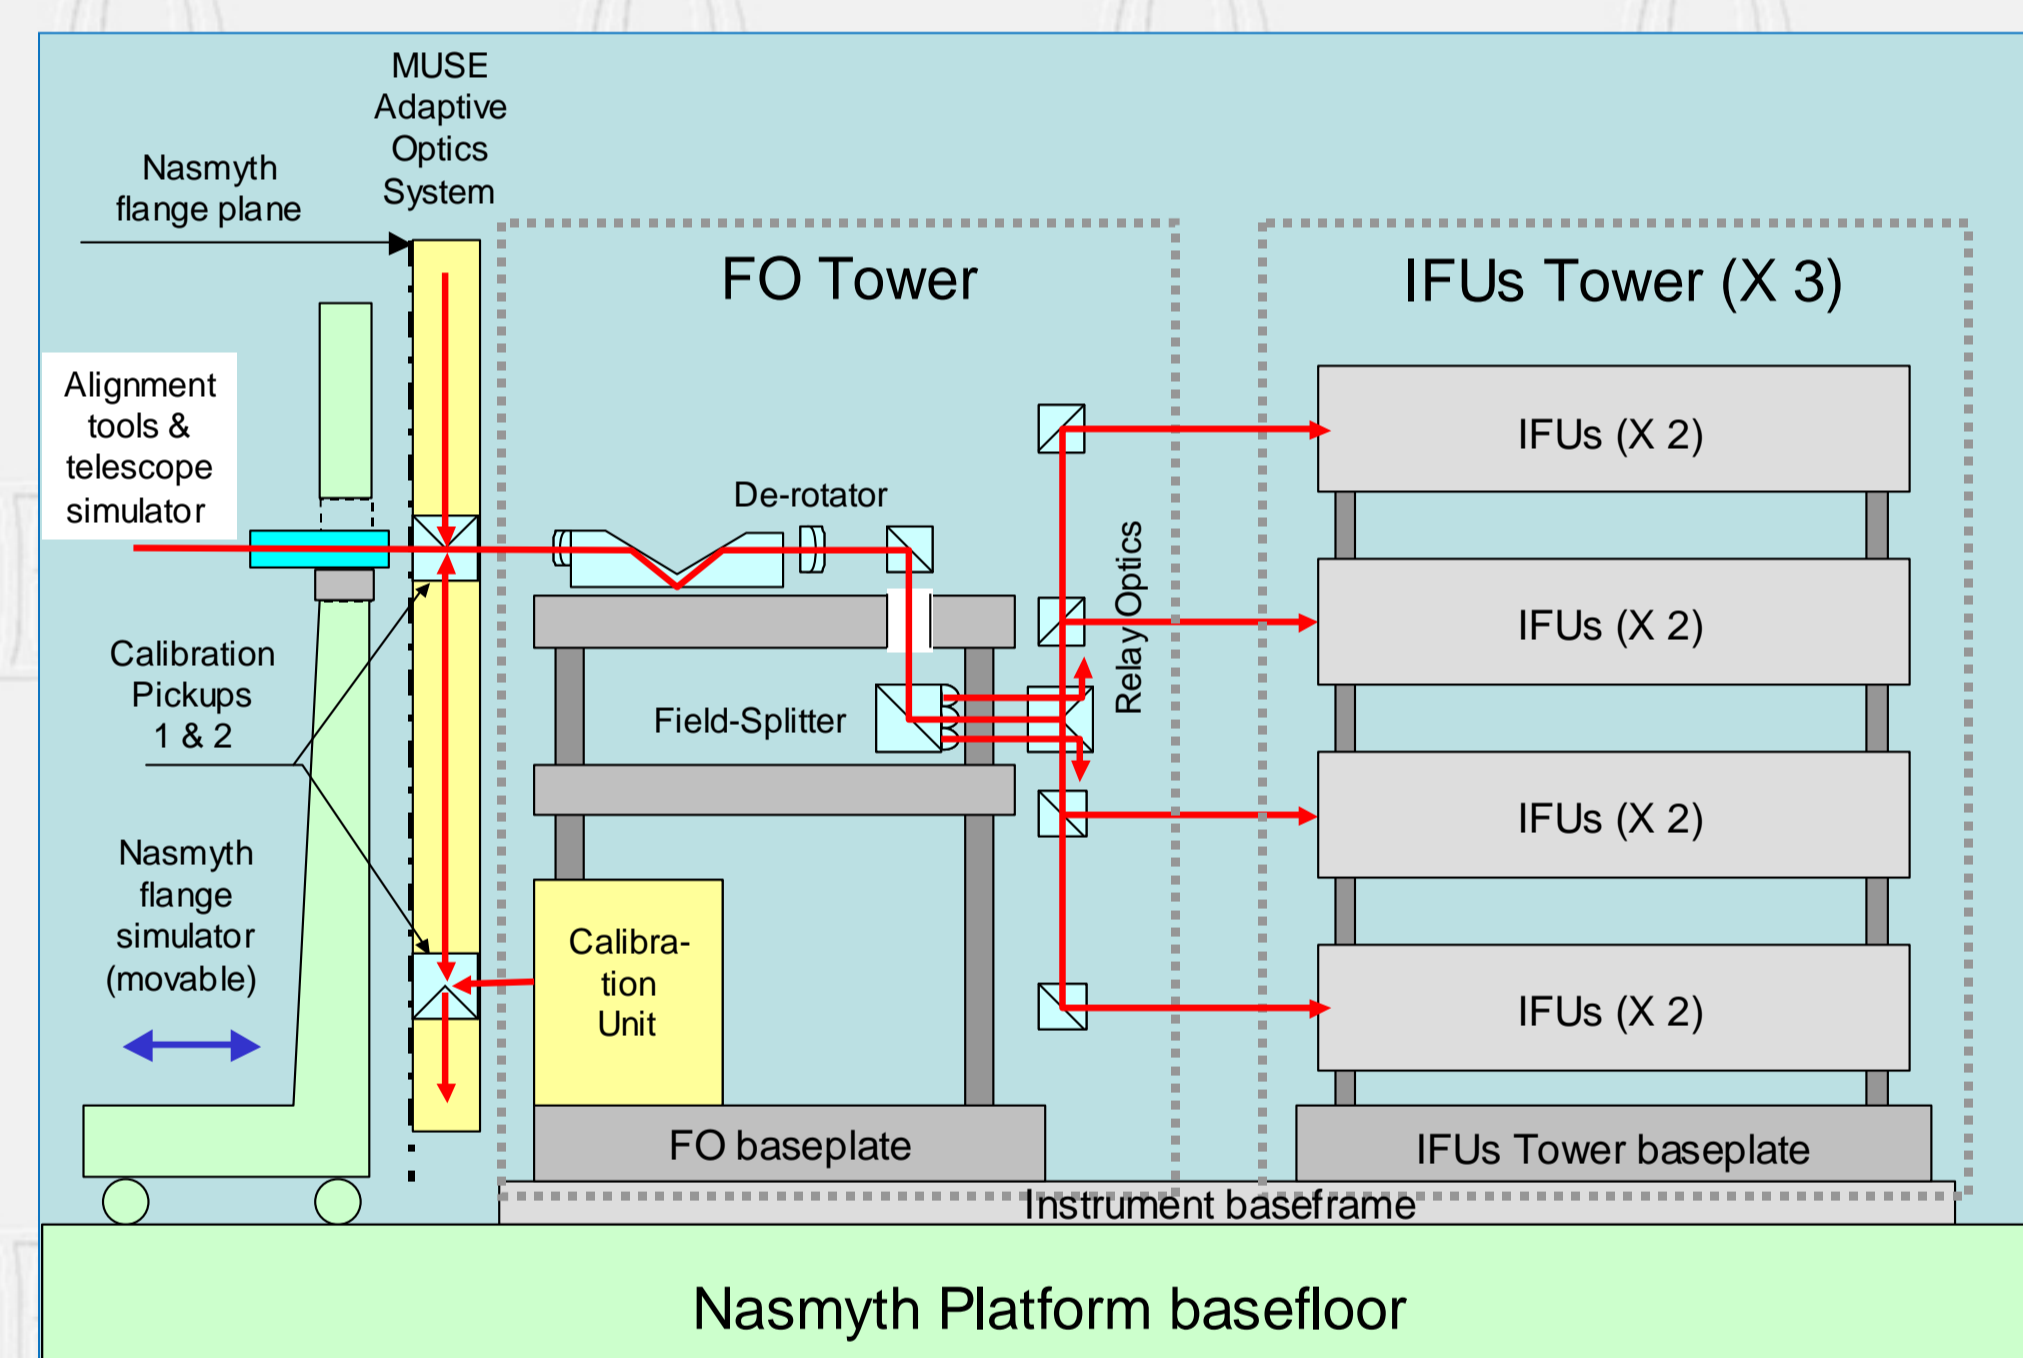 MUSE
Adaptive
Optics
System
Nasmyth
flange plane
FO Tower
IFUs Tower (X 3)
Alignment
tools &
telescope
simulator
De-rotator
IFUs (X 2)
Relay Optics
IFUs (X 2)
Calibration
Pickups
1 & 2
Field-Splitter
IFUs (X 2)
Nasmyth
flange
simulator
(movable)
Calibra-
tion
Unit
IFUs (X 2)
FO baseplate
IFUs Tower baseplate
Instrument baseframe
Nasmyth Platform basefloor